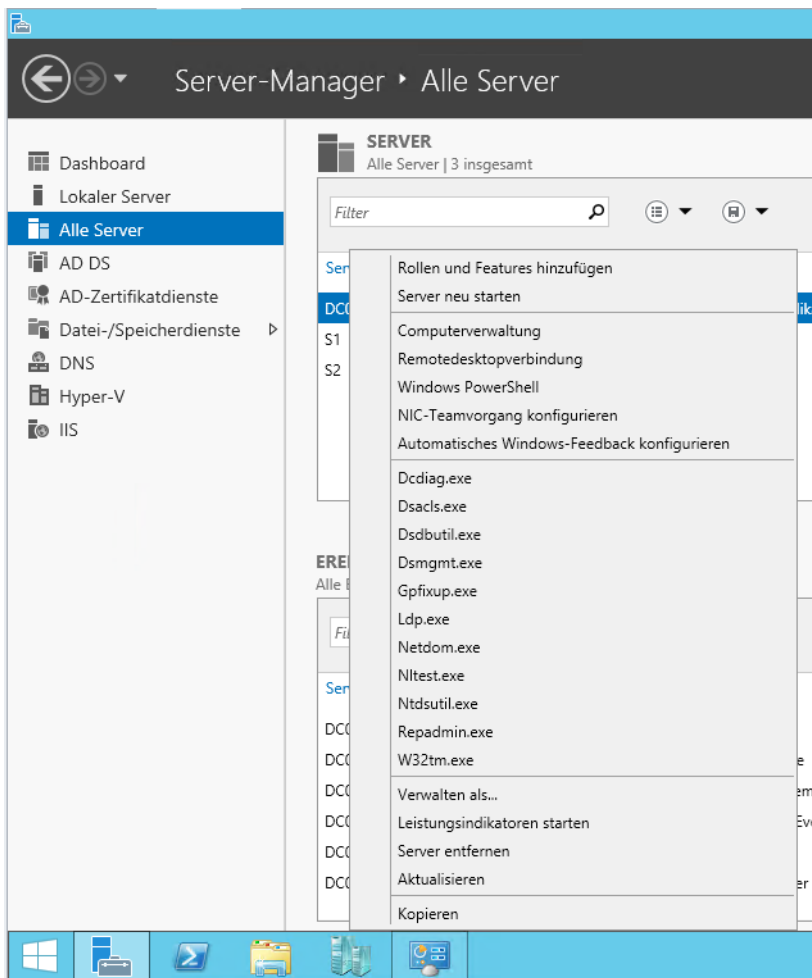 Server-Manager ‣ Alle Server
Dashboard
Lokaler Server
Alle Server
AD DS
AD-Zertifikatdienste
Datei-/Speicherdienste
DNS
Hyper-V
IIS
SERVER
Alle Server | 3 insgesamt
Filter
S1
S2
Rollen und Features hinzufügen
Server neu starten
Computerverwaltung
Remotedesktopverbindung
Windows PowerShell
NIC-Teamvorgang konfigurieren
Automatisches Windows-Feedback konfigurieren
Dcdiag.exe
Dsacls.exe
Dsdbutil.exe
Dsmgmt.exe
Gpfixup.exe
Ldp.exe
Netdom.exe
Nltest.exe
Ntdsutil.exe
Repadmin.exe
W32tm.exe
Verwalten als...
Leistungsindikatoren starten
Server entfernen
Aktualisieren
Kopieren